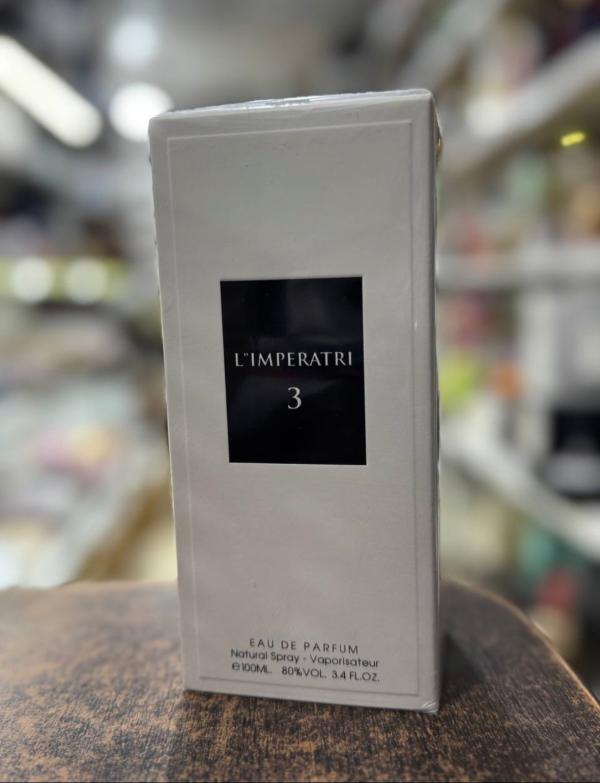 L"IMPERATRI
3
EAU DE PARFUM
Natural Spray - Vaporisateur
℮100ML. 80%VOL. 3.4 FL.OZ.